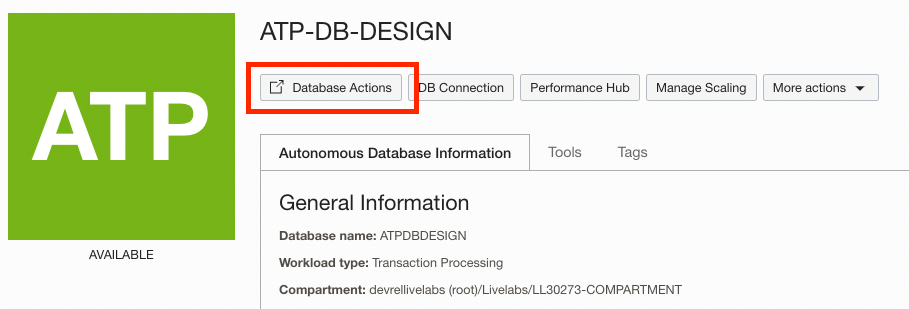 ATP-DB-DESIGN
Database Actions
DB Connection
Performance Hub
Manage Scaling
More actions
ATP
AVAILABLE
Autonomous Database Information
Tools
Tags
General Information
Database name: ATPDBDESIGN
Workload type: Transaction Processing
Compartment: devrellivelabs (root)/Livelabs/LL30273-COMPARTMENT